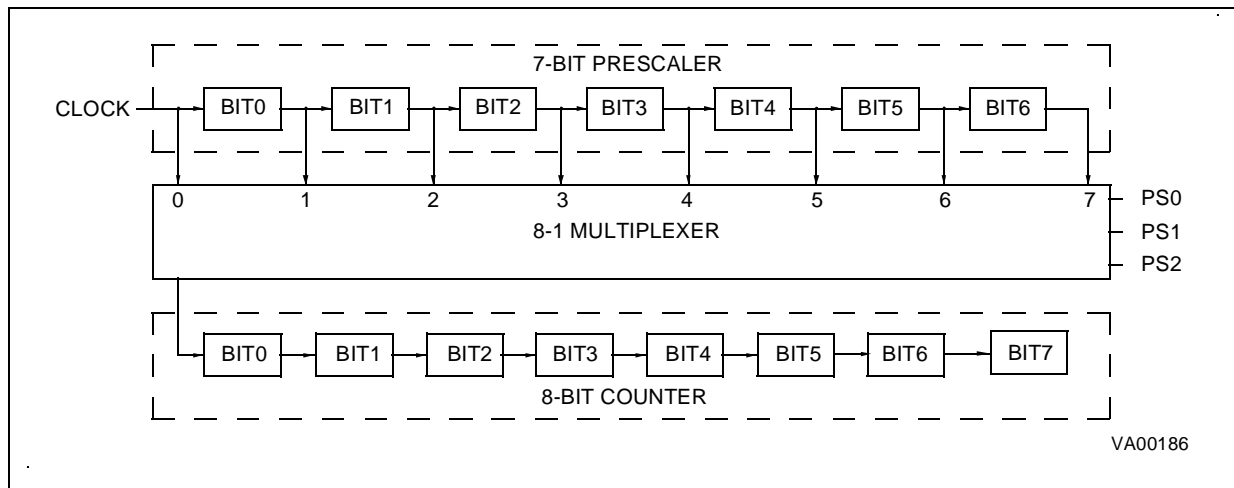 7-BIT PRESCALER
CLOCK BIT0 BIT1 BIT2 BIT3 BIT4 BIT5 BIT6
0 1 2 3 4 5 6 7 PS0
8-1 MULTIPLEXER PS1
PS2
BIT0 BIT1 BIT2 BIT3 BIT4 BIT5 BIT6 BIT7
8-BIT COUNTER
VA00186